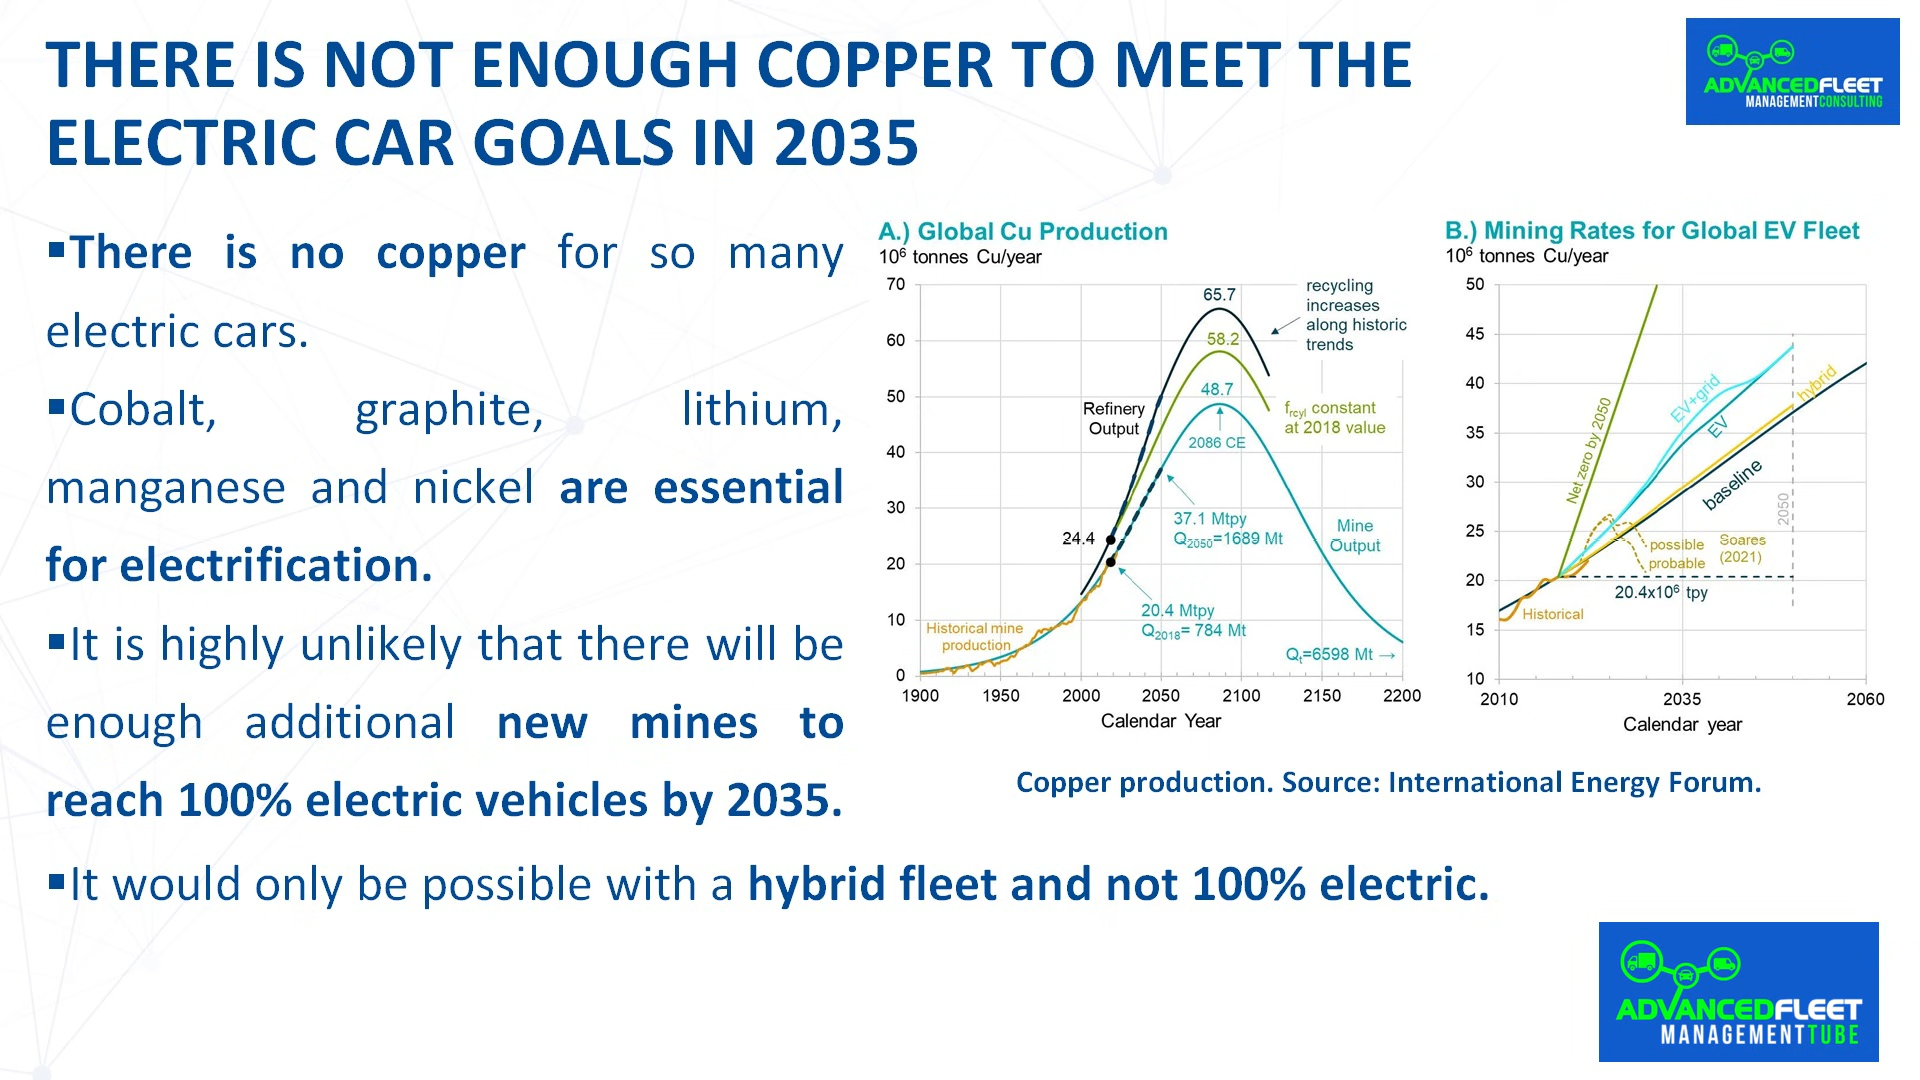 THERE IS NOT ENOUGH COPPER TO MEET THE
ELECTRIC CAR GOALS IN 2035
ADVANCEDFLEET
MANAGEMENTCONSULTING
▪There is no copper for so many
electric cars.
▪Cobalt, graphite, lithium,
manganese and nickel are essential
for electrification.
▪It is highly unlikely that there will be
enough additional new mines to
reach 100% electric vehicles by 2035.
▪It would only be possible with a hybrid fleet and not 100% electric.
A.) Global Cu Production
10⁶ tonnes Cu/year
70
60
50
40
30
20
10
0
1900 1950 2000 2050 2100 2150 2200
Calendar Year
65.7
58.2
48.7
2086 CE
recycling
increases
along historic
trends
Refinery
Output
f_rcyl constant
at 2018 value
24.4
37.1 Mtpy
Q2050=1689 Mt
Mine
Output
20.4 Mtpy
Q2018= 784 Mt
Historical mine
production
Qt=6598 Mt →
B.) Mining Rates for Global EV Fleet
10⁶ tonnes Cu/year
50
45
40
35
30
25
20
15
10
2010 2035 2060
Calendar year
Net zero by 2050
EV+grid
EV
hybrid
baseline
2050
possible
probable
Soares
(2021)
20.4x10⁶ tpy
Historical
Copper production. Source: International Energy Forum.
ADVANCEDFLEET
MANAGEMENTTUBE